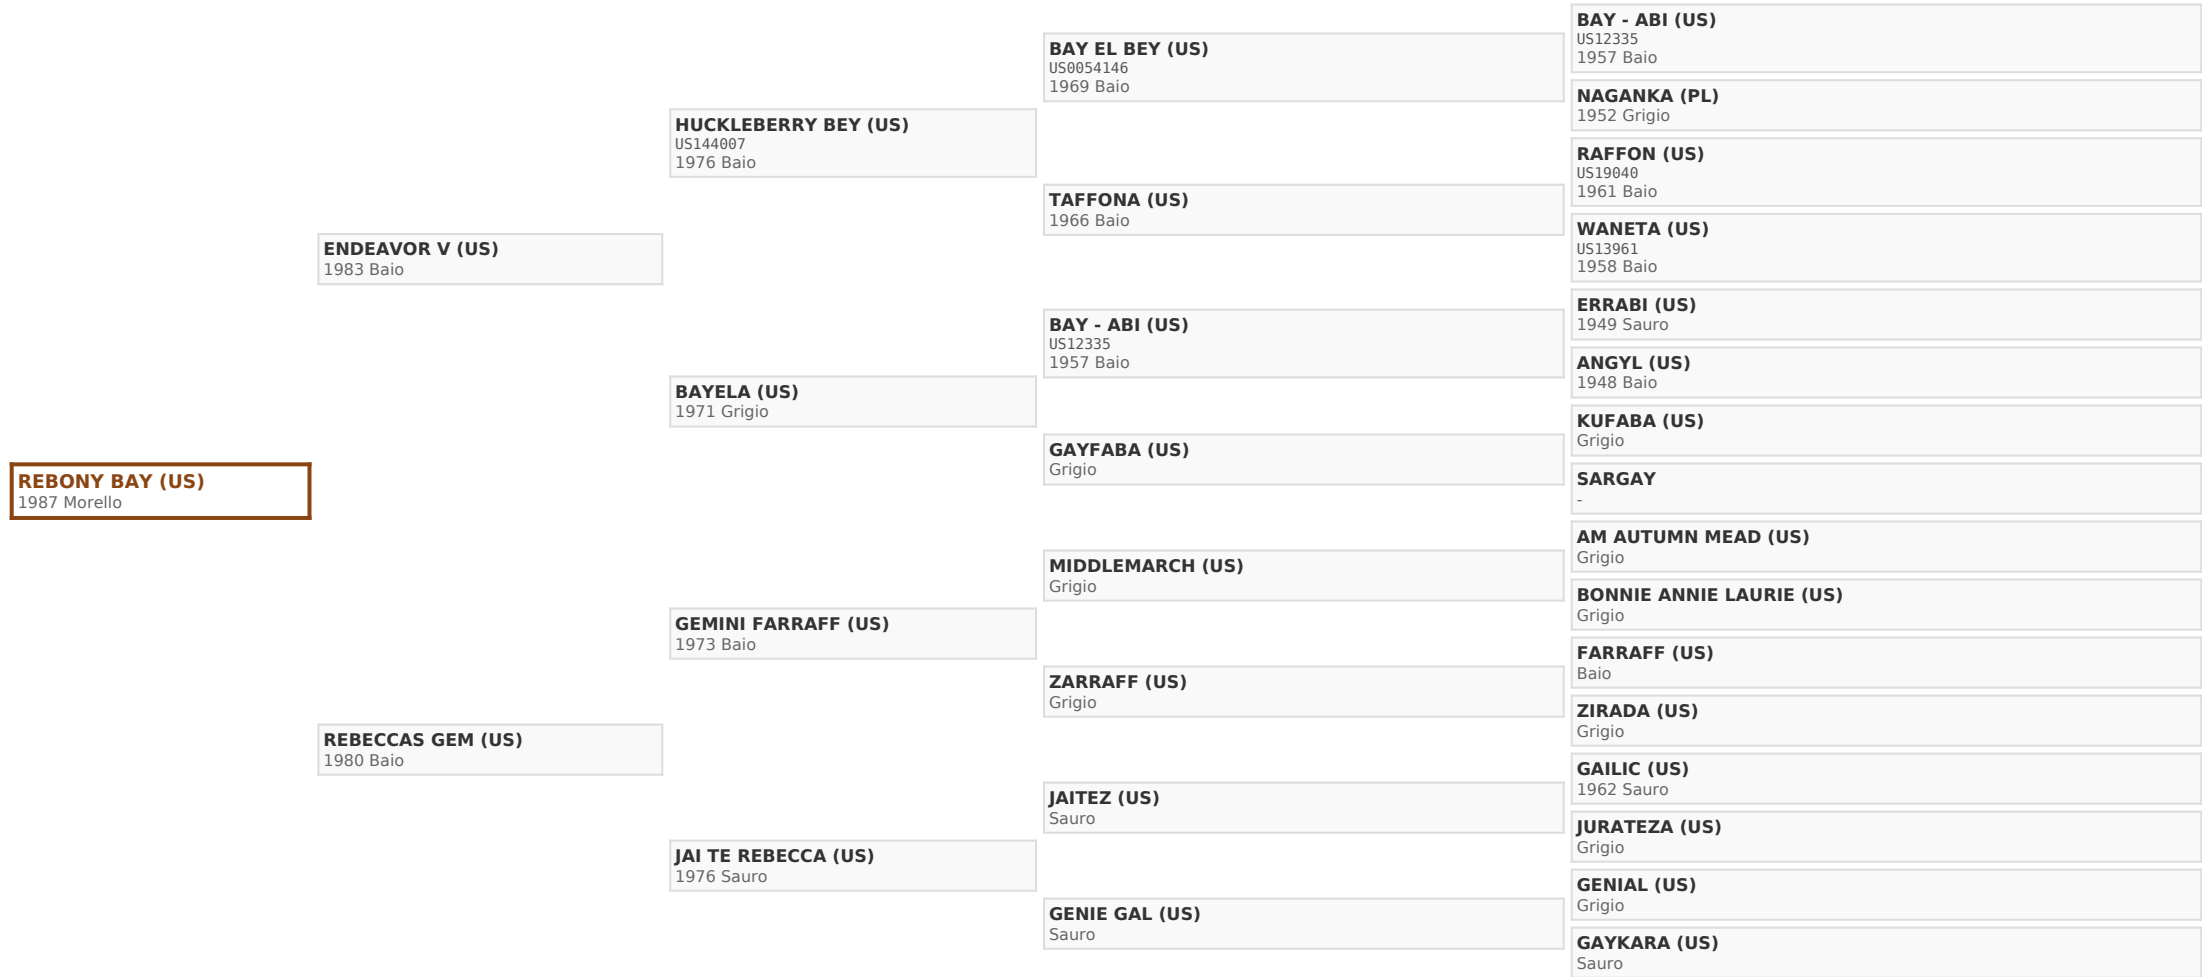 REBONY BAY (US)
1987 Morello
ENDEAVOR V (US)
1983 Baio
REBECCAS GEM (US)
1980 Baio
HUCKLEBERRY BEY (US)
US144007
1976 Baio
BAYELA (US)
1971 Grigio
GEMINI FARRAFF (US)
1973 Baio
JAI TE REBECCA (US)
1976 Sauro
BAY EL BEY (US)
US0054146
1969 Baio
TAFFONA (US)
1966 Baio
BAY - ABI (US)
US12335
1957 Baio
GAYFABA (US)
Grigio
MIDDLEMARCH (US)
Grigio
ZARRAFF (US)
Grigio
JAITEZ (US)
Sauro
GENIE GAL (US)
Sauro
BAY - ABI (US)
US12335
1957 Baio
NAGANKA (PL)
1952 Grigio
RAFFON (US)
US19040
1961 Baio
WANETA (US)
US13961
1958 Baio
ERRABI (US)
1949 Sauro
ANGYL (US)
1948 Baio
KUFABA (US)
Grigio
SARGAY
-
AM AUTUMN MEAD (US)
Grigio
BONNIE ANNIE LAURIE (US)
Grigio
FARRAFF (US)
Baio
ZIRADA (US)
Grigio
GAILIC (US)
1962 Sauro
JURATEZA (US)
Grigio
GENIAL (US)
Grigio
GAYKARA (US)
Sauro